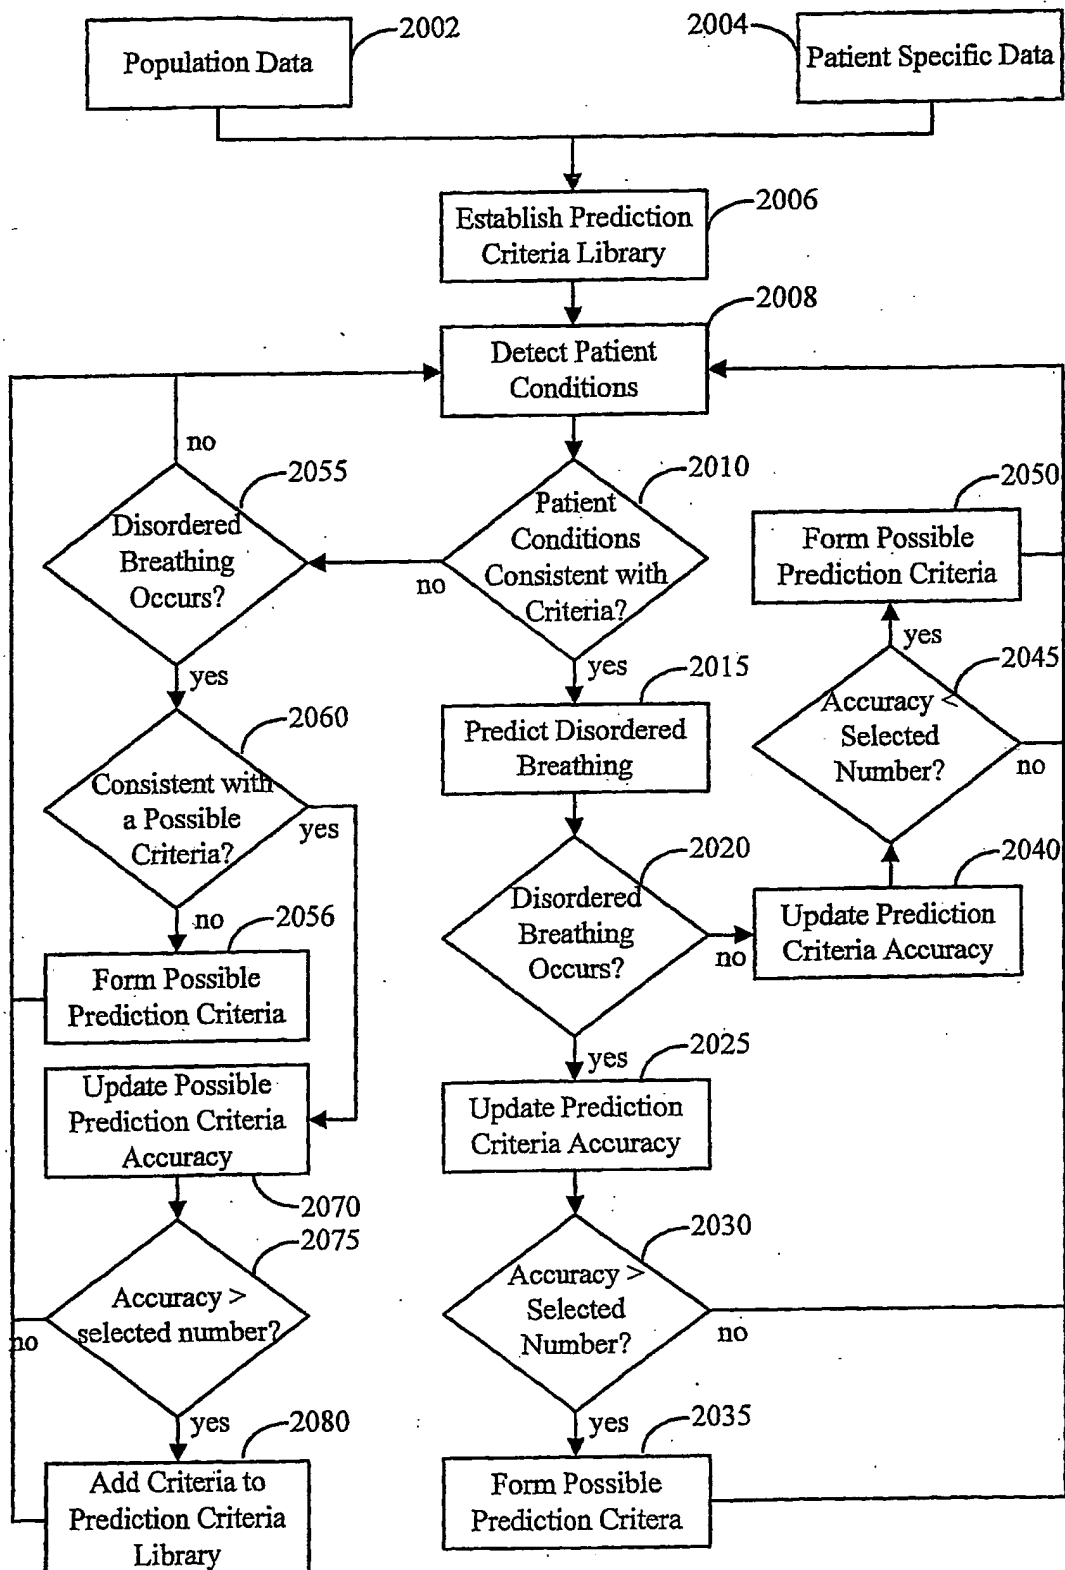 2002
2004
Population Data
Patient Specific Data
2006
Establish Prediction
Criteria Library
2008
Detect Patient
Conditions
no
2055
Disordered
Breathing
Occurs?
2010
Patient
Conditions
Consistent with
Criteria?
no
yes
2050
Form Possible
Prediction Criteria
yes
2045
Accuracy <
Selected
Number?
no
yes
2060
Consistent with
a Possible
Criteria?
yes
no
2015
Predict Disordered
Breathing
2020
Disordered
Breathing
Occurs?
no
yes
2040
Update Prediction
Criteria Accuracy
2056
Form Possible
Prediction Criteria
Update Possible
Prediction Criteria
Accuracy
2070
2025
Update Prediction
Criteria Accuracy
2075
Accuracy >
selected number?
no
yes
2030
Accuracy >
Selected
Number?
no
yes
2080
Add Criteria to
Prediction Criteria
Library
2035
Form Possible
Prediction Critera